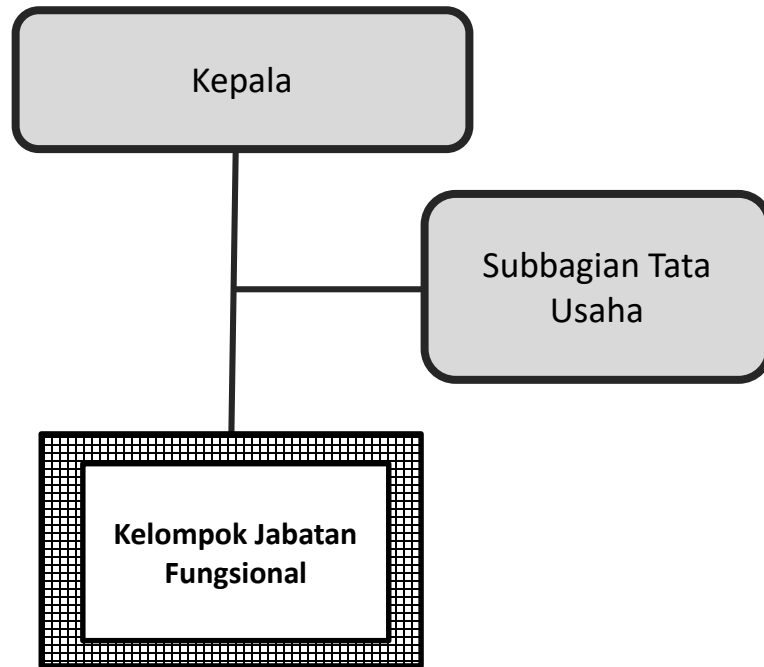 Kepala
Subbagian Tata
Usaha
Kelompok Jabatan
Fungsional